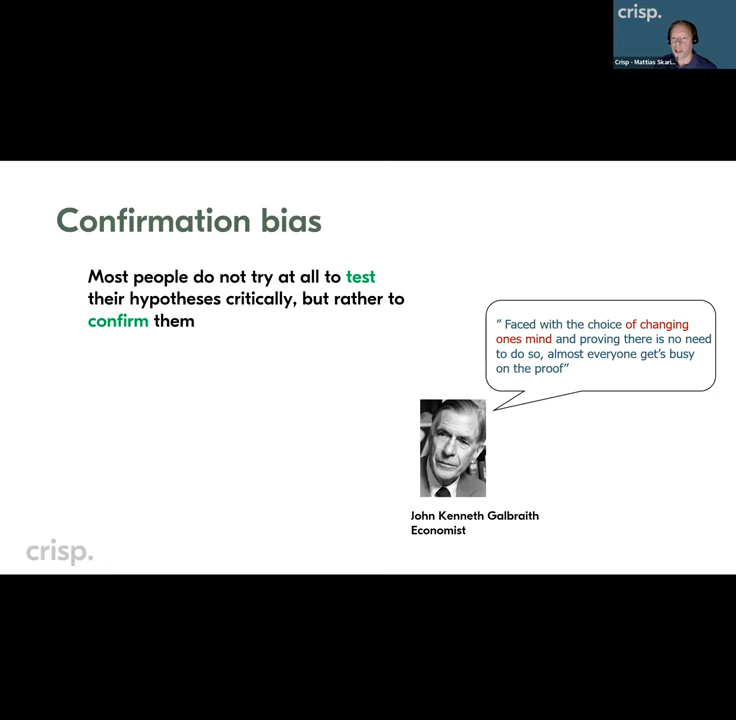 crisp.
Crisp - Mattias Skari...
Confirmation bias
Most people do not try at all to test
their hypotheses critically, but rather to
confirm them
” Faced with the choice of changing
ones mind and proving there is no need
to do so, almost everyone get’s busy
on the proof”
John Kenneth Galbraith
Economist
crisp.